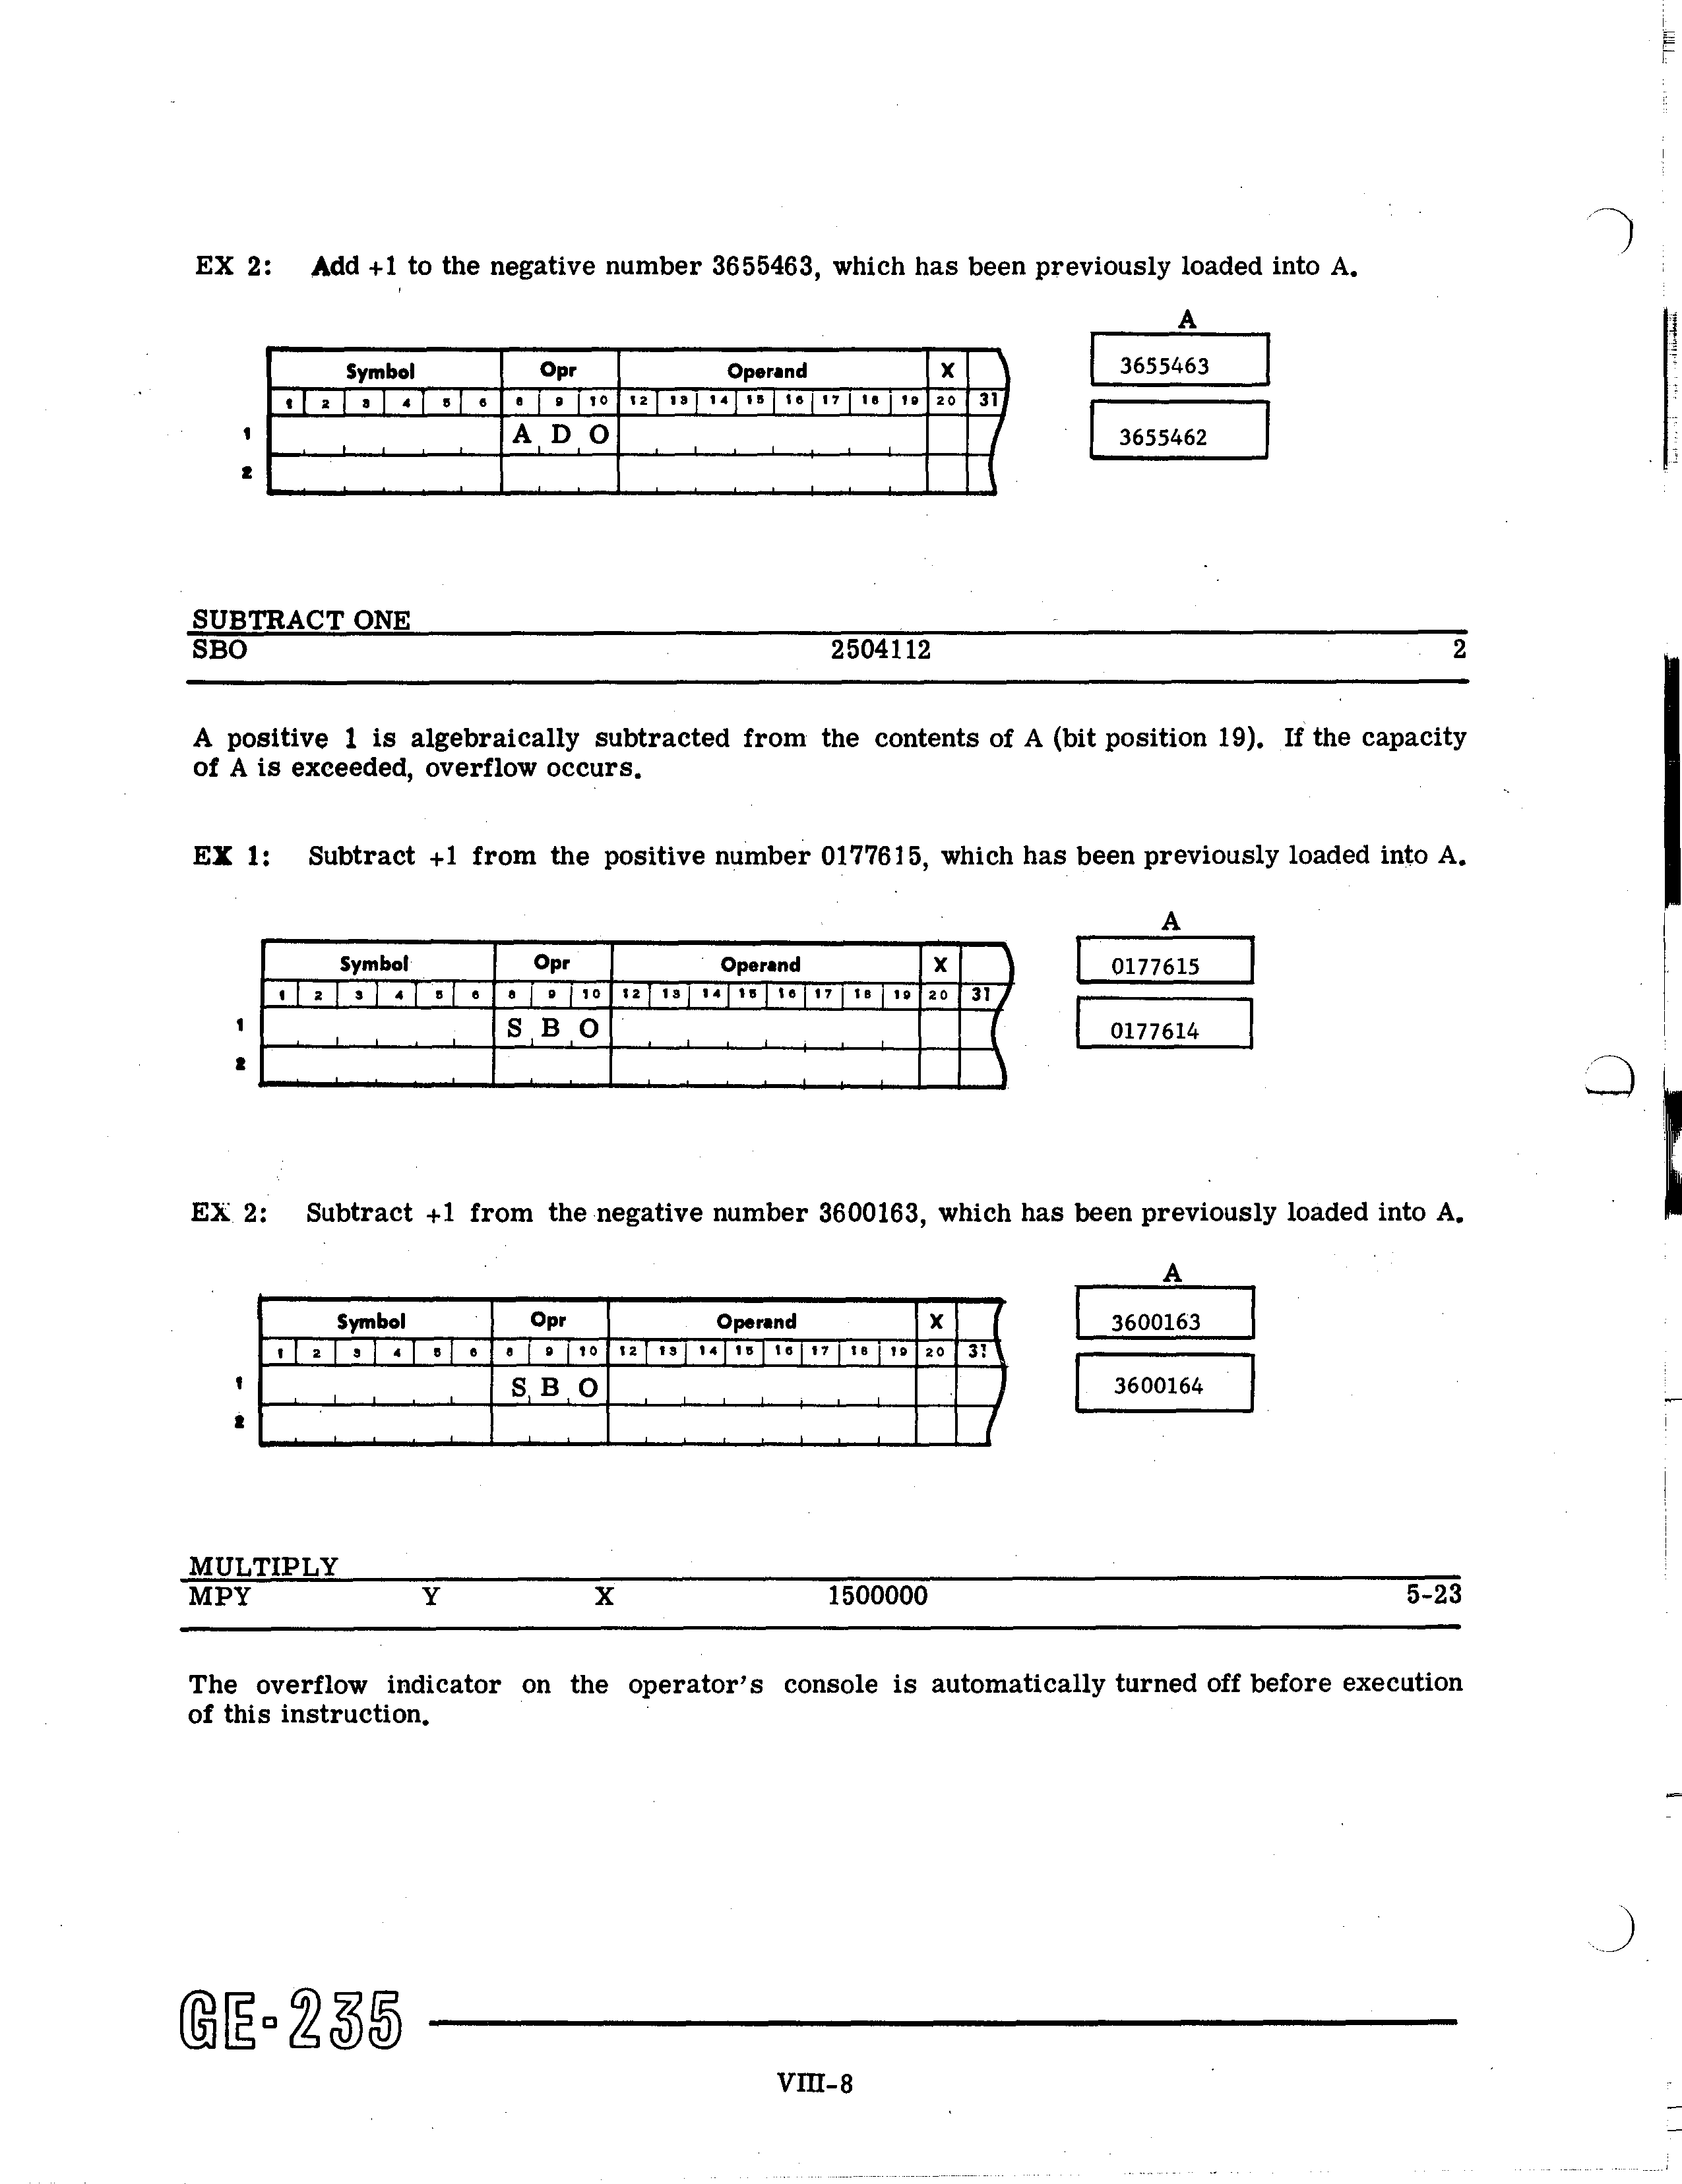 EX 2: Add +1 to the negative number 3655463, which has been previously loaded into A.
A
Symbol Opr Operand X
3655463
1 2 3 4 5 6 8 9 10 12 13 14 15 16 17 18 19 20 31
1 A D O
3655462
2
SUBTRACT ONE
SBO 2504112 2
A positive 1 is algebraically subtracted from the contents of A (bit position 19). If the capacity
of A is exceeded, overflow occurs.
EX 1: Subtract +1 from the positive number 0177615, which has been previously loaded into A.
A
Symbol Opr Operand X
0177615
1 2 3 4 5 6 8 9 10 12 13 14 15 16 17 18 19 20 31
1 S B O
0177614
2
EX 2: Subtract +1 from the negative number 3600163, which has been previously loaded into A.
A
Symbol Opr Operand X
3600163
1 2 3 4 5 6 8 9 10 12 13 14 15 16 17 18 19 20 31
1 S B O
3600164
2
MULTIPLY
MPY Y X 1500000 5-23
The overflow indicator on the operator's console is automatically turned off before execution
of this instruction.
GE-235
VIII-8